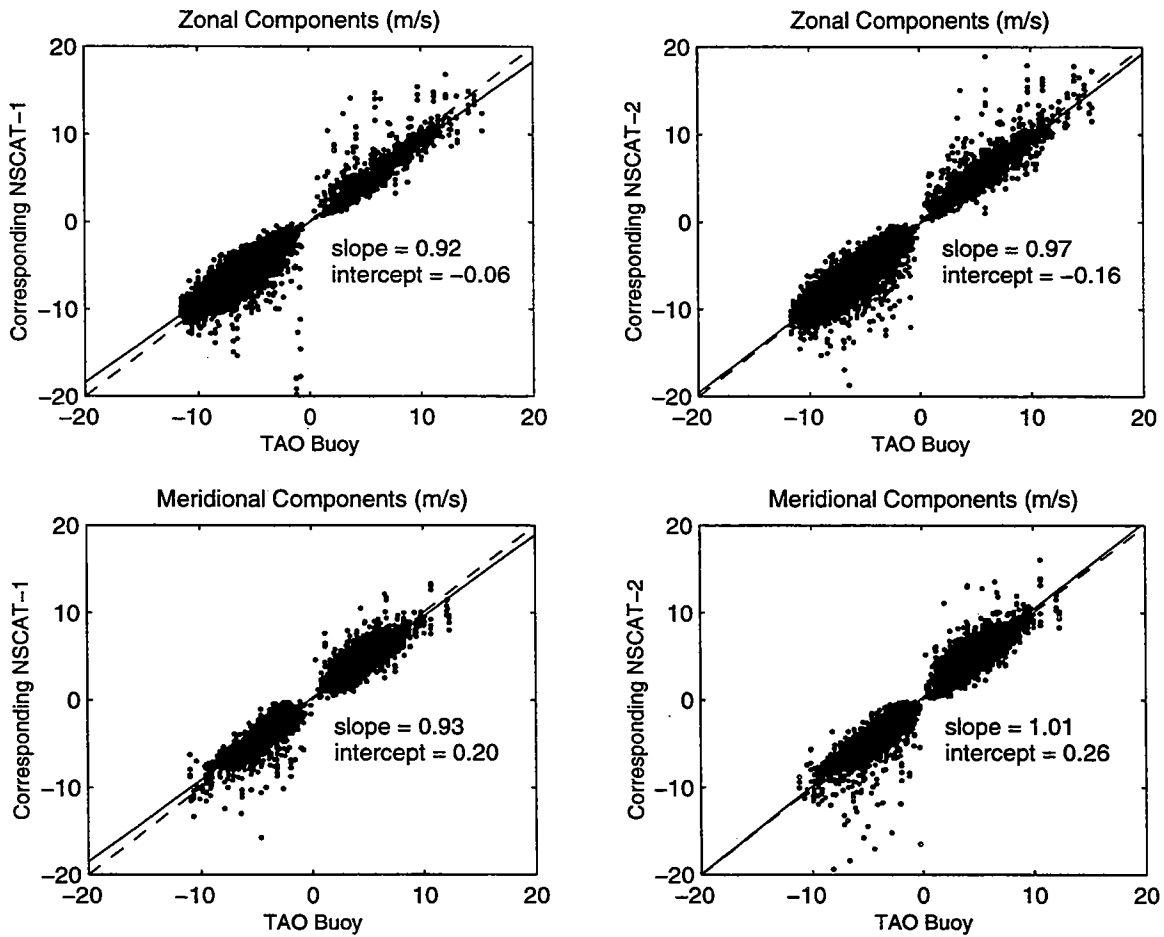 Zonal Components (m/s)
20
10
0
−10
−20
−20 −10 0 10 20
Corresponding NSCAT−1
TAO Buoy
slope = 0.92
intercept = −0.06
Zonal Components (m/s)
20
10
0
−10
−20
−20 −10 0 10 20
Corresponding NSCAT−2
TAO Buoy
slope = 0.97
intercept = −0.16
Meridional Components (m/s)
20
10
0
−10
−20
−20 −10 0 10 20
Corresponding NSCAT−1
TAO Buoy
slope = 0.93
intercept = 0.20
Meridional Components (m/s)
20
10
0
−10
−20
−20 −10 0 10 20
Corresponding NSCAT−2
TAO Buoy
slope = 1.01
intercept = 0.26